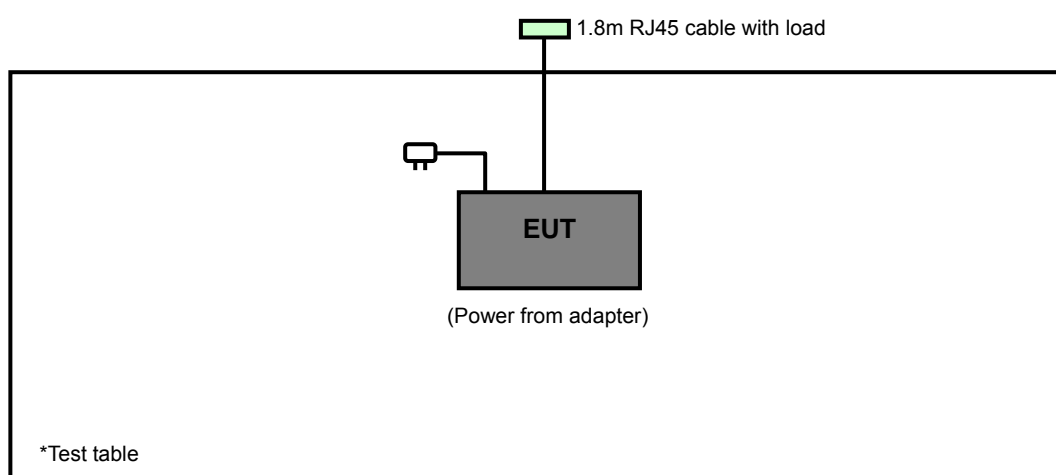 1.8m RJ45 cable with load
EUT
(Power from adapter)
*Test table